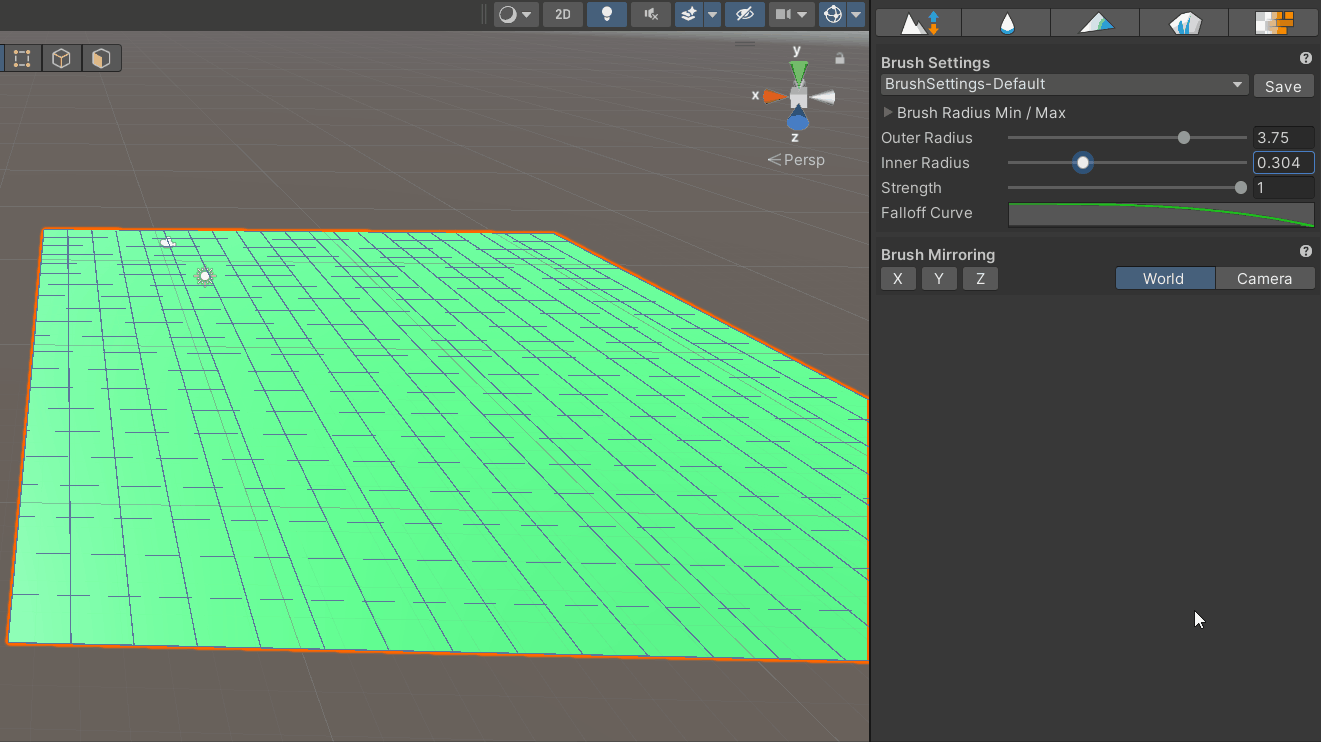 2D
y
x
z
Persp
Brush Settings
BrushSettings-Default
Save
Brush Radius Min / Max
Outer Radius
3.75
Inner Radius
0.304
Strength
1
Falloff Curve
Brush Mirroring
X Y Z
World Camera